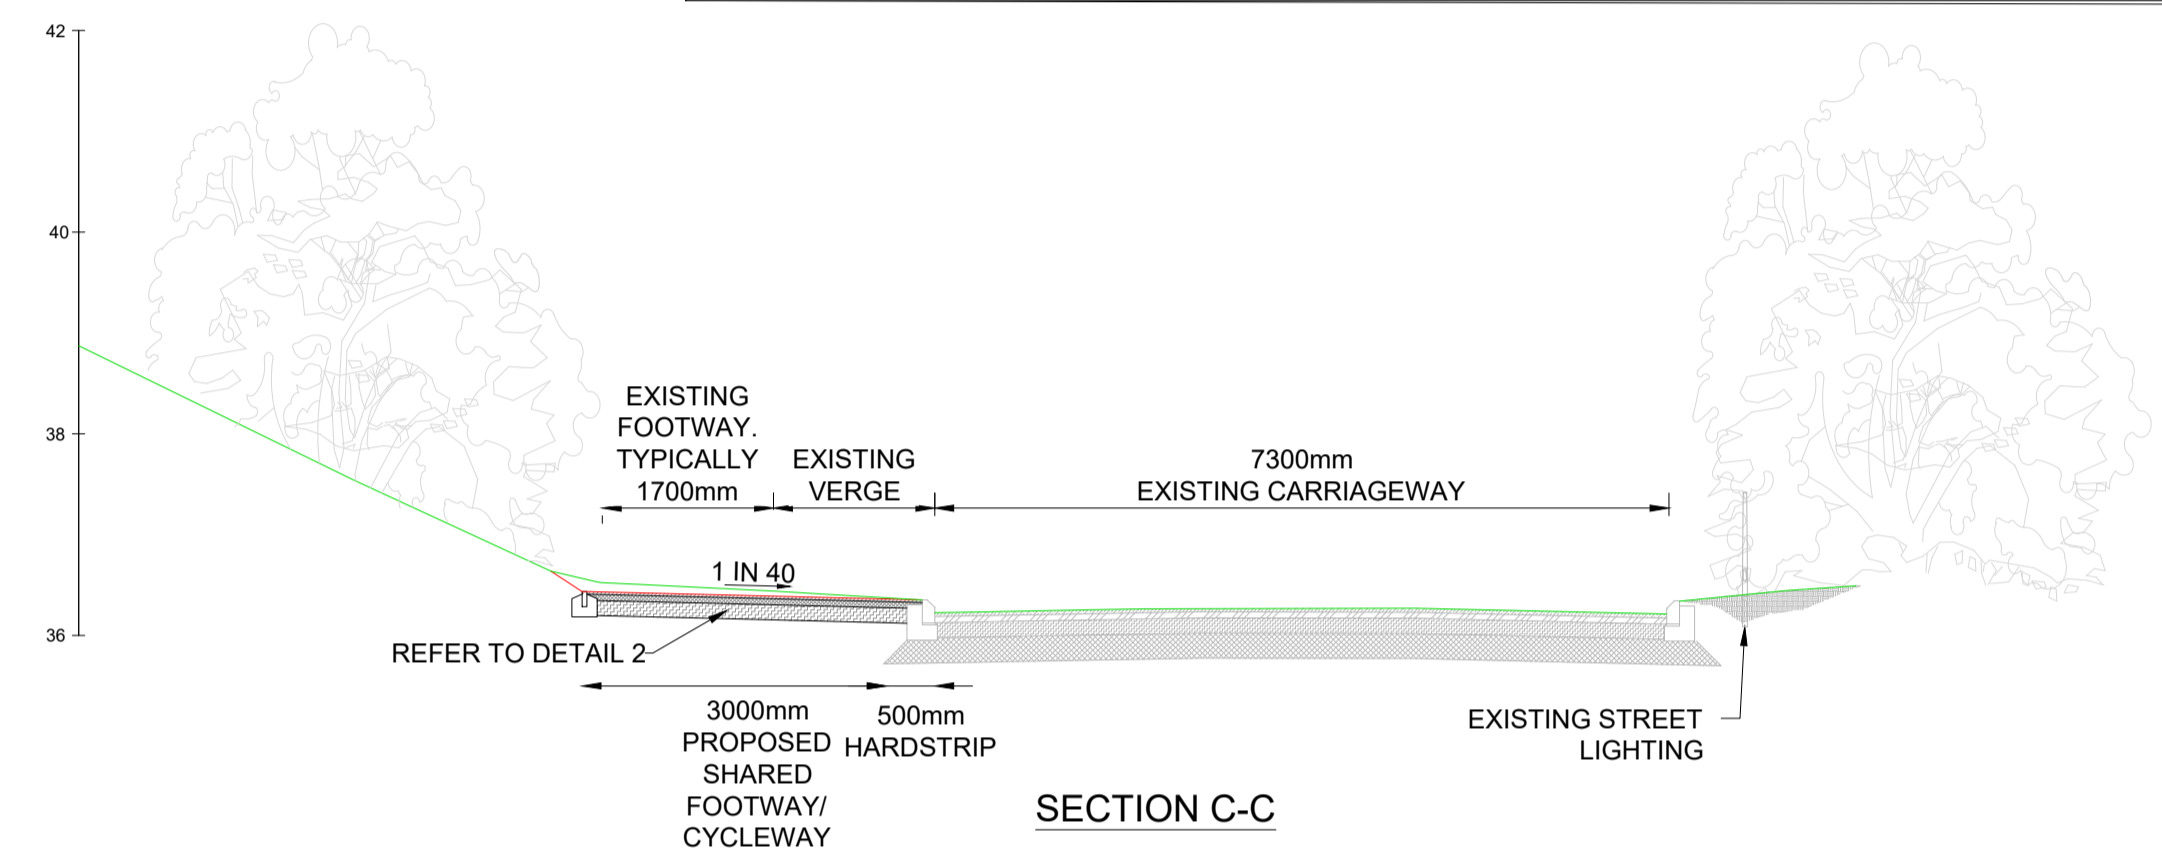 42
40
38
36
EXISTING
FOOTWAY.
TYPICALLY
1700mm
EXISTING
VERGE
7300mm
EXISTING CARRIAGEWAY
1 IN 40
REFER TO DETAIL 2
3000mm
PROPOSED
SHARED
FOOTWAY/
CYCLEWAY
500mm
HARDSTRIP
EXISTING STREET
LIGHTING
SECTION C-C